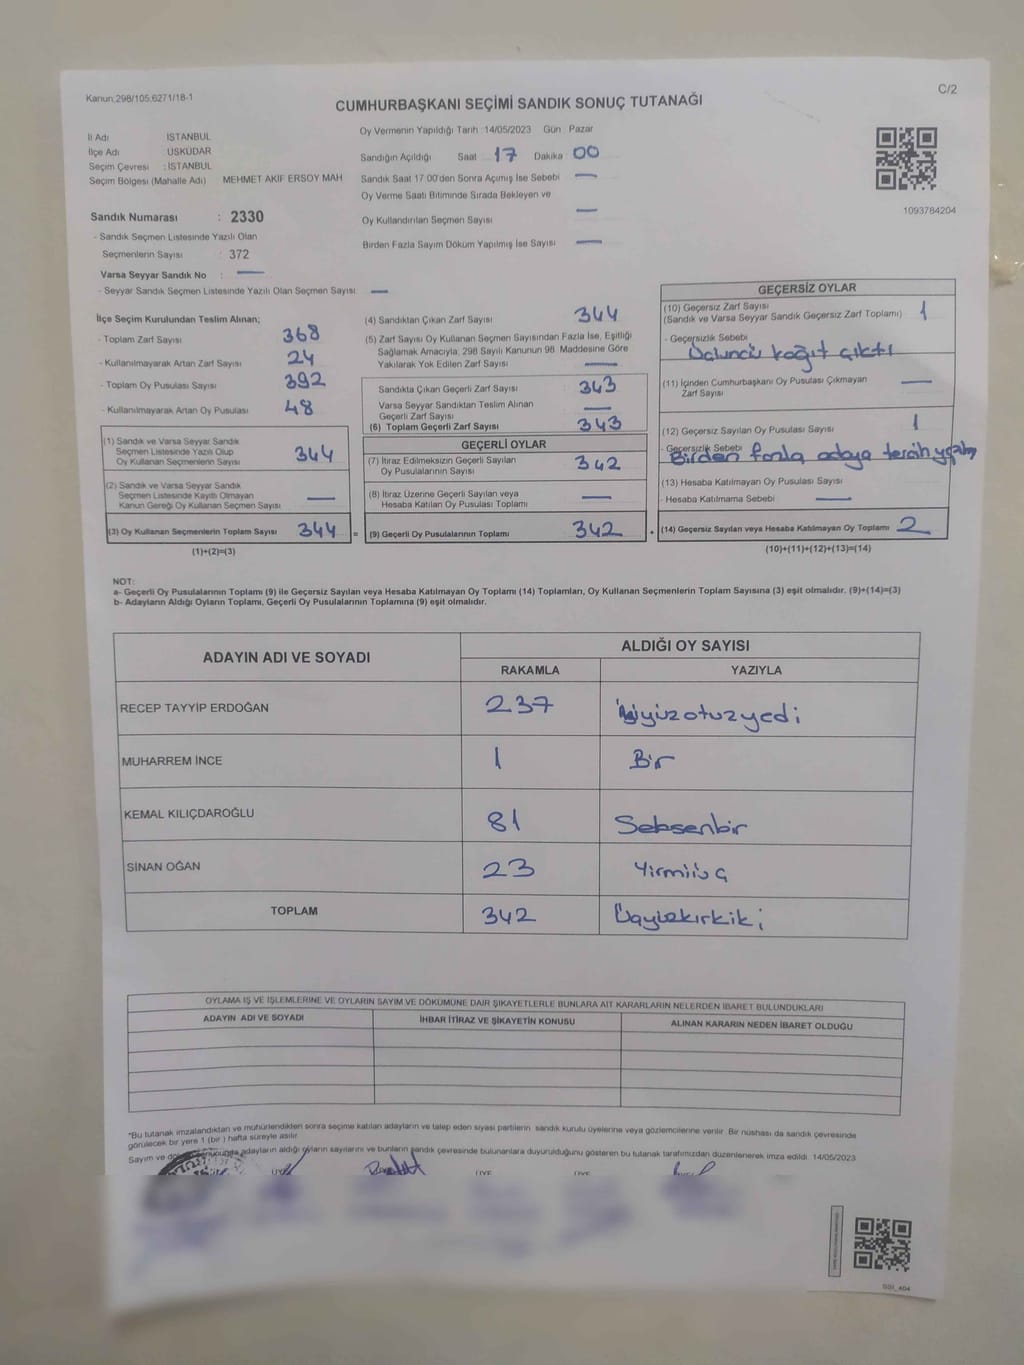 Kanun;298/105,6271/18-1
C/2
CUMHURBAŞKANI SEÇİMİ SANDIK SONUÇ TUTANAĞI
İl Adı İSTANBUL
İlçe Adı ÜSKÜDAR
Seçim Çevresi : İSTANBUL
Seçim Bölgesi (Mahalle Adı) MEHMET AKİF ERSOY MAH
Sandık Numarası : 2330
- Sandık Seçmen Listesinde Yazılı Olan
Seçmenlerin Sayısı : 372
Varsa Seyyar Sandık No : —
- Seyyar Sandık Seçmen Listesinde Yazılı Olan Seçmen Sayısı —
Oy Vermenin Yapıldığı Tarih :14/05/2023 Gün Pazar
Sandığın Açıldığı Saat 17 Dakika 00
Sandık Saat 17:00'den Sonra Açımış İse Sebebi —
Oy Verme Saati Bitiminde Sırada Bekleyen ve
Oy Kullandırılan Seçmen Sayısı —
Birden Fazla Sayım Döküm Yapılmış İse Sayısı —
1093784204
İlçe Seçim Kurulundan Teslim Alınan;
- Toplam Zarf Sayısı 368
- Kullanılmayarak Artan Zarf Sayısı 24
- Toplam Oy Pusulası Sayısı 392
- Kullanılmayarak Artan Oy Pusulası 48
(1) Sandık ve Varsa Seyyar Sandık
Seçmen Listesinde Yazılı Olup
Oy Kullanan Seçmenlerin Sayısı 344
(2) Sandık ve Varsa Seyyar Sandık
Seçmen Listesinde Kayıtlı Olmayan
Kanun Gereği Oy Kullanan Seçmen Sayısı —
(3) Oy Kullanan Seçmenlerin Toplam Sayısı 344 =
(1)+(2)=(3)
(4) Sandıktan Çıkan Zarf Sayısı 344
(5) Zarf Sayısı Oy Kullanan Seçmen Sayısından Fazla İse, Eşitliği
Sağlamak Amacıyla; 298 Sayılı Kanunun 98. Maddesine Göre
Yakılarak Yok Edilen Zarf Sayısı —
Sandıkta Çıkan Geçerli Zarf Sayısı 343
Varsa Seyyar Sandıktan Teslim Alınan
Geçerli Zarf Sayısı —
(6) Toplam Geçerli Zarf Sayısı 343
GEÇERLİ OYLAR
(7) İtiraz Edilmeksizin Geçerli Sayılan
Oy Pusulalarının Sayısı 342
(8) İtiraz Üzerine Geçerli Sayılan veya
Hesaba Katılan Oy Pusulaları Toplamı —
(9) Geçerli Oy Pusulalarının Toplamı 342 +
GEÇERSİZ OYLAR
(10) Geçersiz Zarf Sayısı
(Sandık ve Varsa Seyyar Sandık Geçersiz Zarf Toplamı) 1
- Geçersizlik Sebebi
Üçüncü kağıt çıktı
(11) İçinden Cumhurbaşkanı Oy Pusulası Çıkmayan
Zarf Sayısı —
(12) Geçersiz Sayılan Oy Pusulası Sayısı 1
- Geçersizlik Sebebi
Birden fazla adaya tercih
(13) Hesaba Katılmayan Oy Pusulası Sayısı
- Hesaba Katılmama Sebebi —
(14) Geçersiz Sayılan veya Hesaba Katılmayan Oy Toplamı 2
(10)+(11)+(12)+(13)=(14)
NOT:
a- Geçerli Oy Pusulalarının Toplamı (9) ile Geçersiz Sayılan veya Hesaba Katılmayan Oy Toplamı (14) Toplamları, Oy Kullanan Seçmenlerin Toplam Sayısına (3) eşit olmalıdır. (9)+(14)=(3)
b- Adayların Aldığı Oyların Toplamı, Geçerli Oy Pusulalarının Toplamına (9) eşit olmalıdır.
ADAYIN ADI VE SOYADI
ALDIĞI OY SAYISI
RAKAMLA YAZIYLA
RECEP TAYYİP ERDOĞAN 237 ikiyüzotuzyedi
MUHARREM İNCE 1 Bir
KEMAL KILIÇDAROĞLU 81 Seksenbir
SİNAN OĞAN 23 Yirmiüç
TOPLAM 342 Üçyüzkırkiki
OYLAMA İŞ VE İŞLEMLERİNE VE OYLARIN SAYIM VE DÖKÜMÜNE DAİR ŞİKAYETLERLE BUNLARA AİT KARARLARIN NELERDEN İBARET BULUNDUKLARI
ADAYIN ADI VE SOYADI İHBAR İTİRAZ VE ŞİKAYETİN KONUSU ALINAN KARARIN NEDEN İBARET OLDUĞU
*Bu tutanak imzalandıktan ve mühürlendikten sonra seçime katılan adayların ve talep eden siyasi partilerin sandık kurulu üyelerine veya gözlemcilerine verilir. Bir nüshası da sandık çevresinde
görülecek bir yere 1 (bir ) hafta süreyle asılır.
Sayım ve adayların aldığı oyların sayılarını ve bunların sandık çevresinde bulunanlara duyurulduğunu gösteren bu tutanak tarafımızdan düzenlenerek imza edildi. 14/05/2023